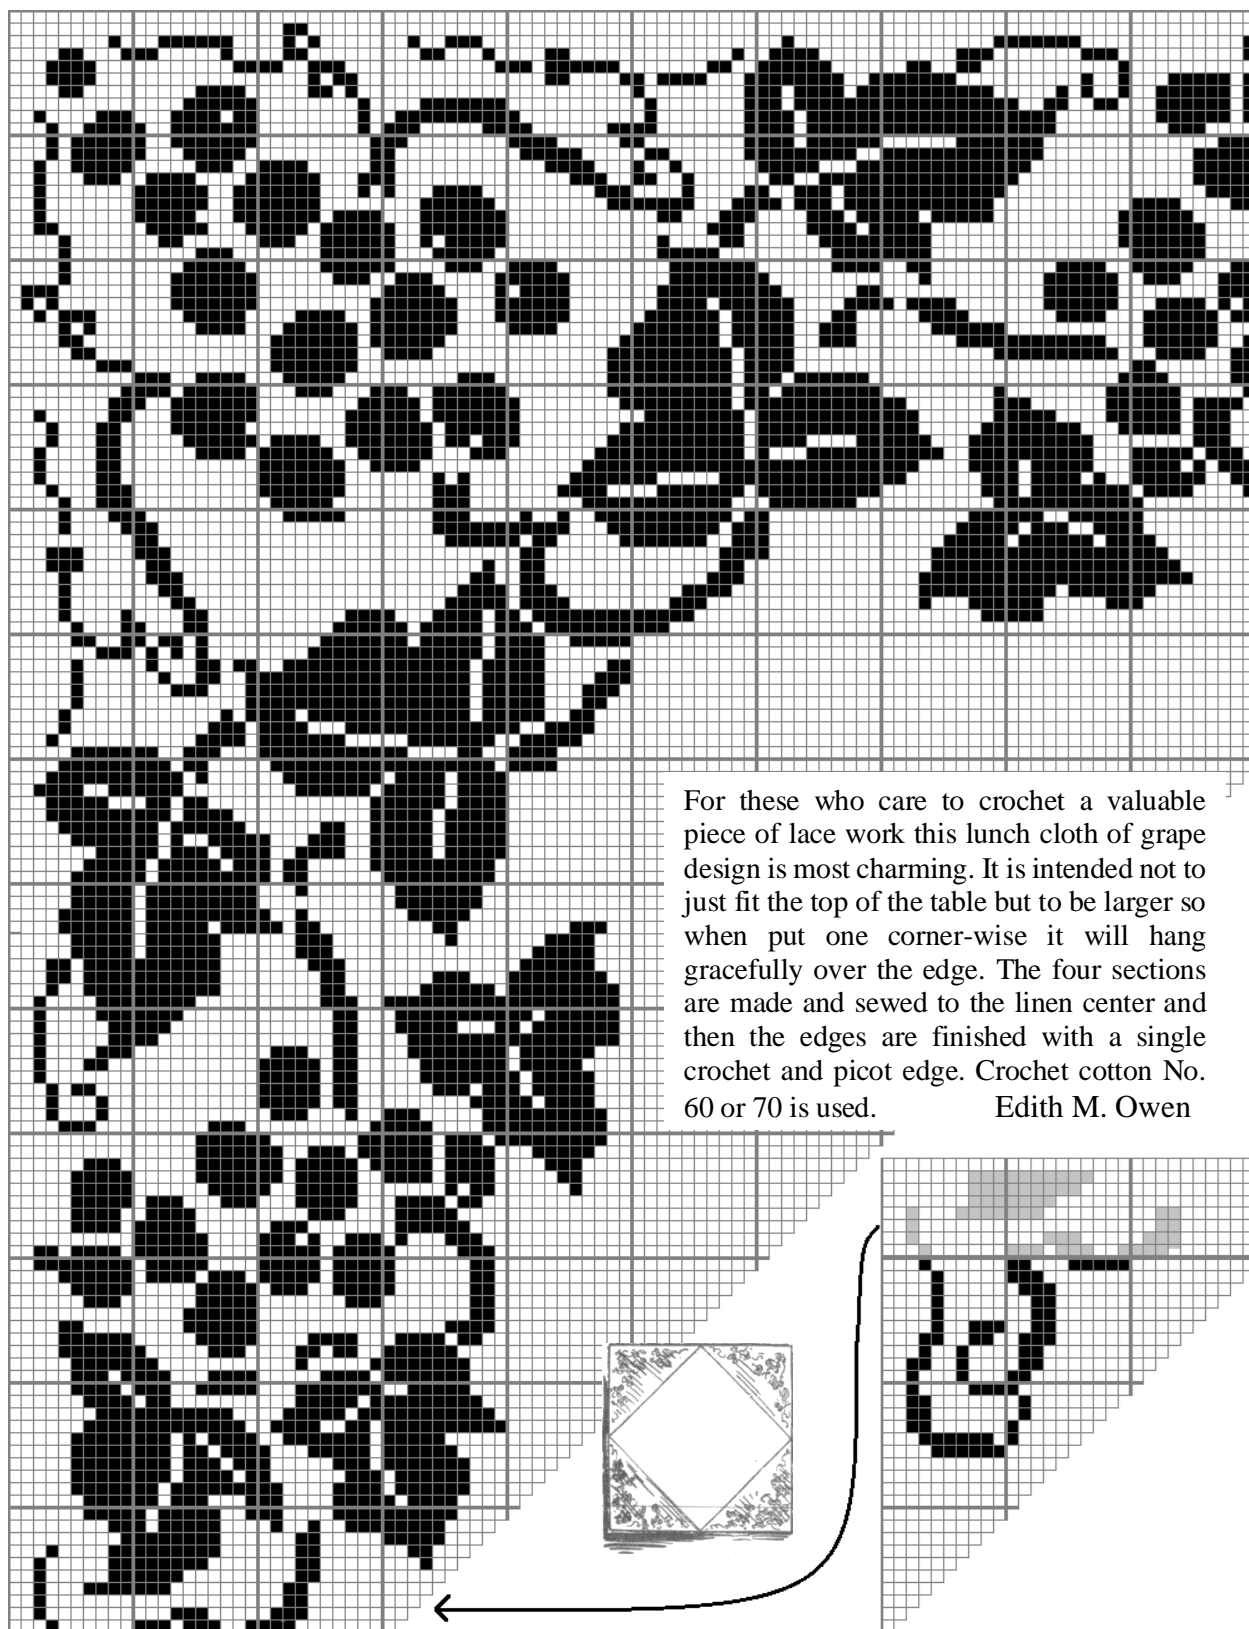 For these who care to crochet a valuable
piece of lace work this lunch cloth of grape
design is most charming. It is intended not to
just fit the top of the table but to be larger so
when put one corner-wise it will hang
gracefully over the edge. The four sections
are made and sewed to the linen center and
then the edges are finished with a single
crochet and picot edge. Crochet cotton No.
60 or 70 is used. Edith M. Owen